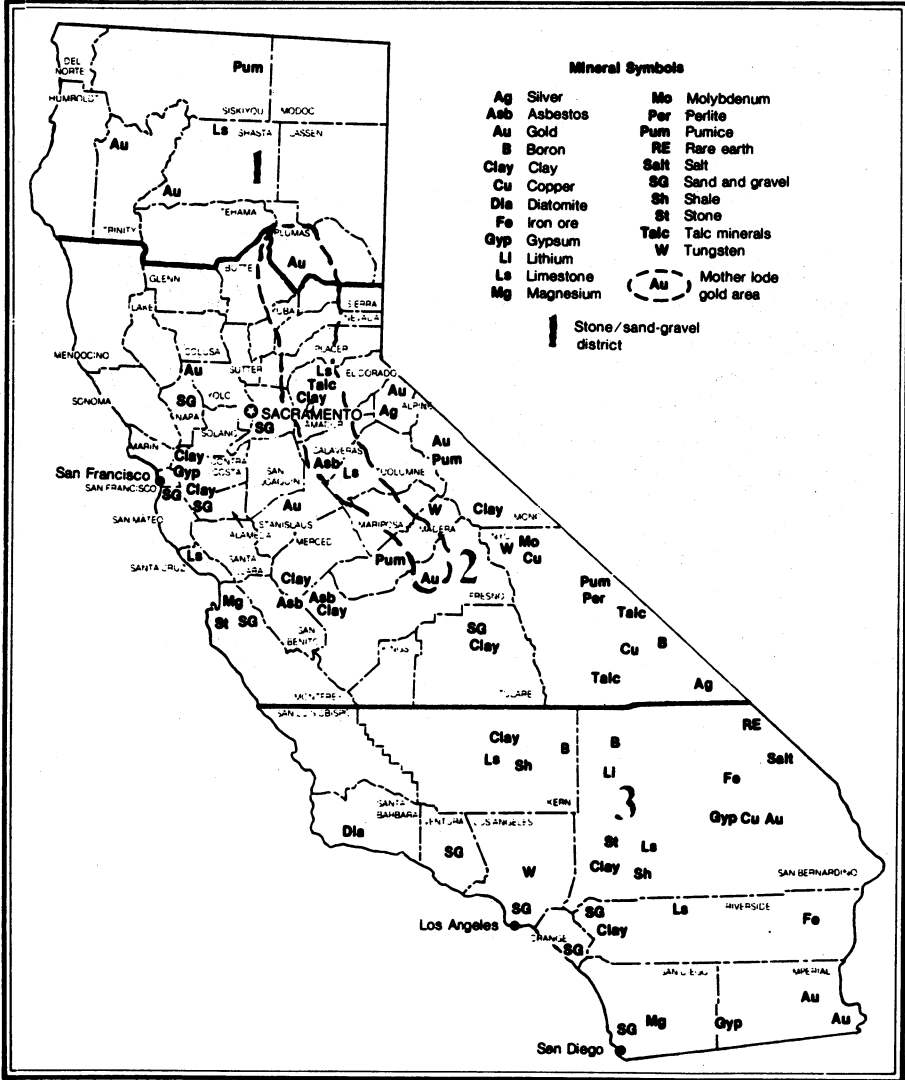 Mineral Symbols
Ag Silver
Asb Asbestos
Au Gold
B Boron
Clay Clay
Cu Copper
Dia Diatomite
Fe Iron ore
Gyp Gypsum
Li Lithium
Ls Limestone
Mg Magnesium
Mo Molybdenum
Per Perlite
Pum Pumice
RE Rare earth
Salt Salt
SG Sand and gravel
Sh Shale
St Stone
Talc Talc minerals
W Tungsten
Au Mother lode
gold area
Stone/sand-gravel
district
DEL
NORTE
Pum
HUMBOLDT
SISKIYOU MODOC
Ls SHASTA LASSEN
Au
1
Au
TEHAMA
TRINITY
PLUMAS
Au
BUTTE
GLENN
SIERRA
YUBA
NEVADA
LAKE
MENDOCINO
COLUSA
PLACER
SUTTER
Au
Ls
EL DORADO
Talc
Clay
Au
SONOMA
SG
YOLO
NAPA
SACRAMENTO
Ag ALPINE
SG
AMADOR
SOLANO
Au
Pum
MARIN
Clay
CALAVERAS
Asb
Ls
TUOLUMNE
San Francisco
Gyp
CONTRA
COSTA
SAN
JOAQUIN
SAN FRANCISCO
SG
Clay
SG
Au
W
Clay
MONO
SAN MATEO
STANISLAUS
MARIPOSA
MADERA
ALAMEDA
MERCED
INYO
W
Mo
Cu
Ls
SANTA
CLARA
SANTA CRUZ
Pum
Au
2
Clay
Pum
Per
Mg
Asb
Asb
Clay
FRESNO
Talc
St
SG
SAN
BENITO
SG
Clay
Cu
B
KINGS
Talc
Ag
MONTEREY
TULARE
SAN LUIS OBISPO
RE
Clay
B
B
Salt
Ls
Sh
Li
Fe
KERN
3
SANTA
BARBARA
Gyp Cu Au
VENTURA
LOS ANGELES
Dia
St
Ls
SG
W
Clay
Sh
SAN BERNARDINO
SG
SG
Ls
RIVERSIDE
Los Angeles
Clay
Fe
ORANGE
SG
SAN DIEGO
IMPERIAL
Au
SG
Mg
Gyp
Au
San Diego